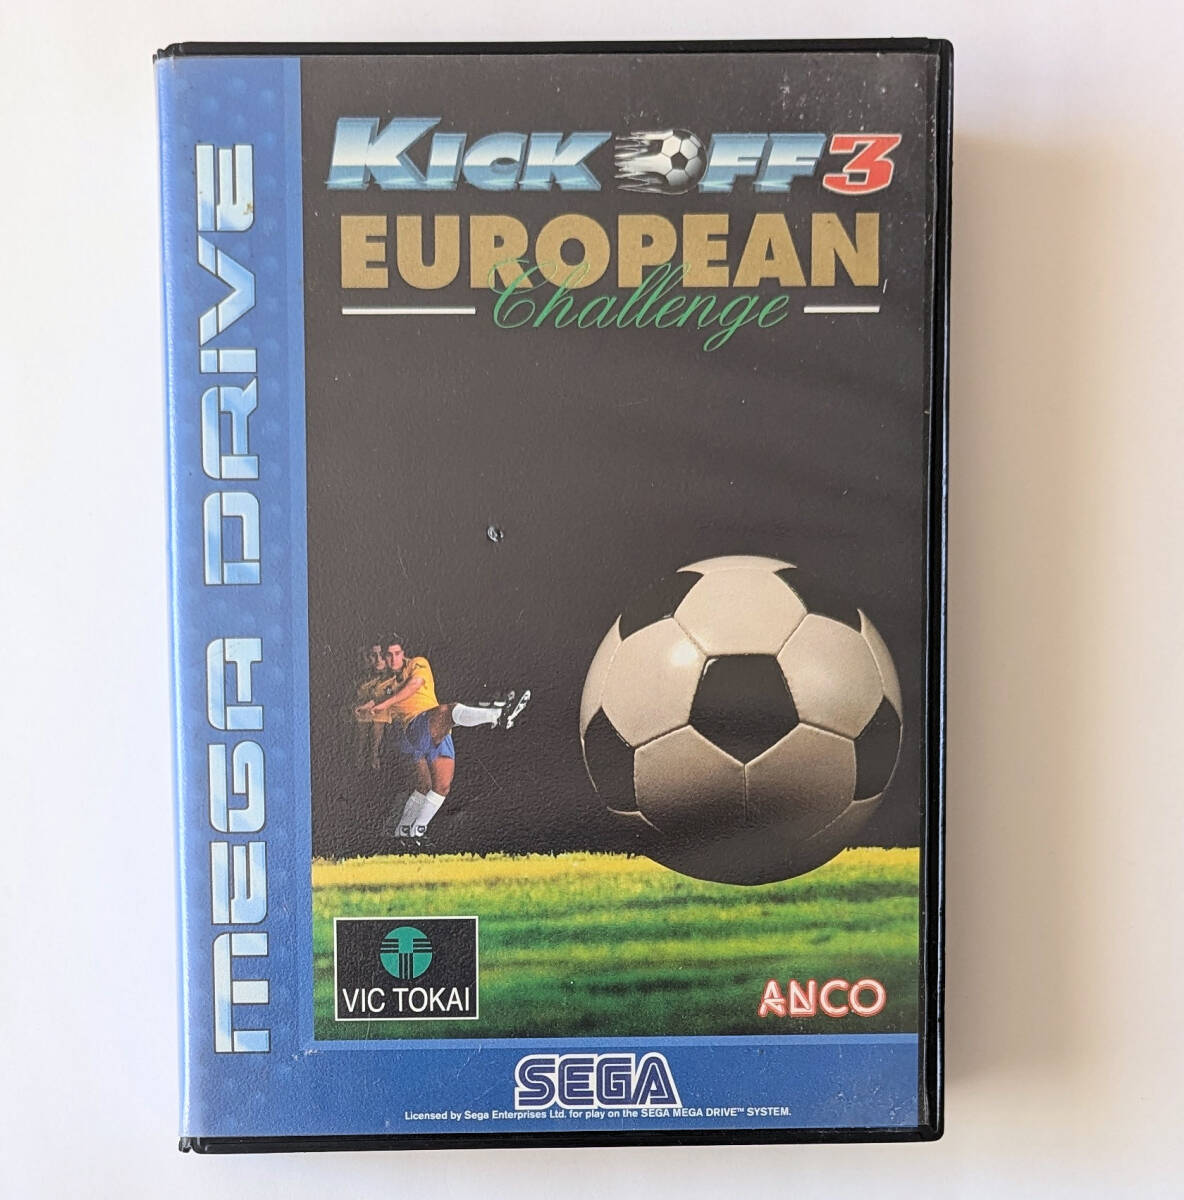 MEGA DRIVE
KICK OFF 3
EUROPEAN
Challenge
VIC TOKAI
ANCO
SEGA
Licensed by Sega Enterprises Ltd. for play on the SEGA MEGA DRIVE™ SYSTEM.